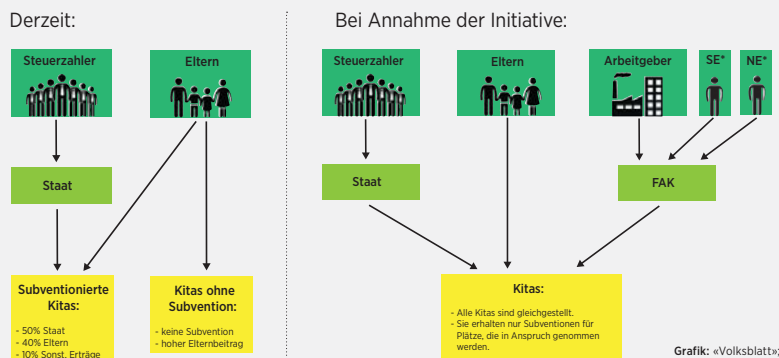 Derzeit:
Steuerzahler
Eltern
Staat
Subventionierte
Kitas:
- 50% Staat
- 40% Eltern
- 10% Sonst. Erträge
Kitas ohne
Subvention:
- keine Subvention
- hoher Elternbeitrag
Bei Annahme der Initiative:
Steuerzahler
Eltern
Arbeitgeber
SE*
NE*
Staat
FAK
Kitas:
- Alle Kitas sind gleichgestellt.
- Sie erhalten nur Subventionen für
Plätze, die in Anspruch genommen
werden.
Grafik: «Volksblatt»;